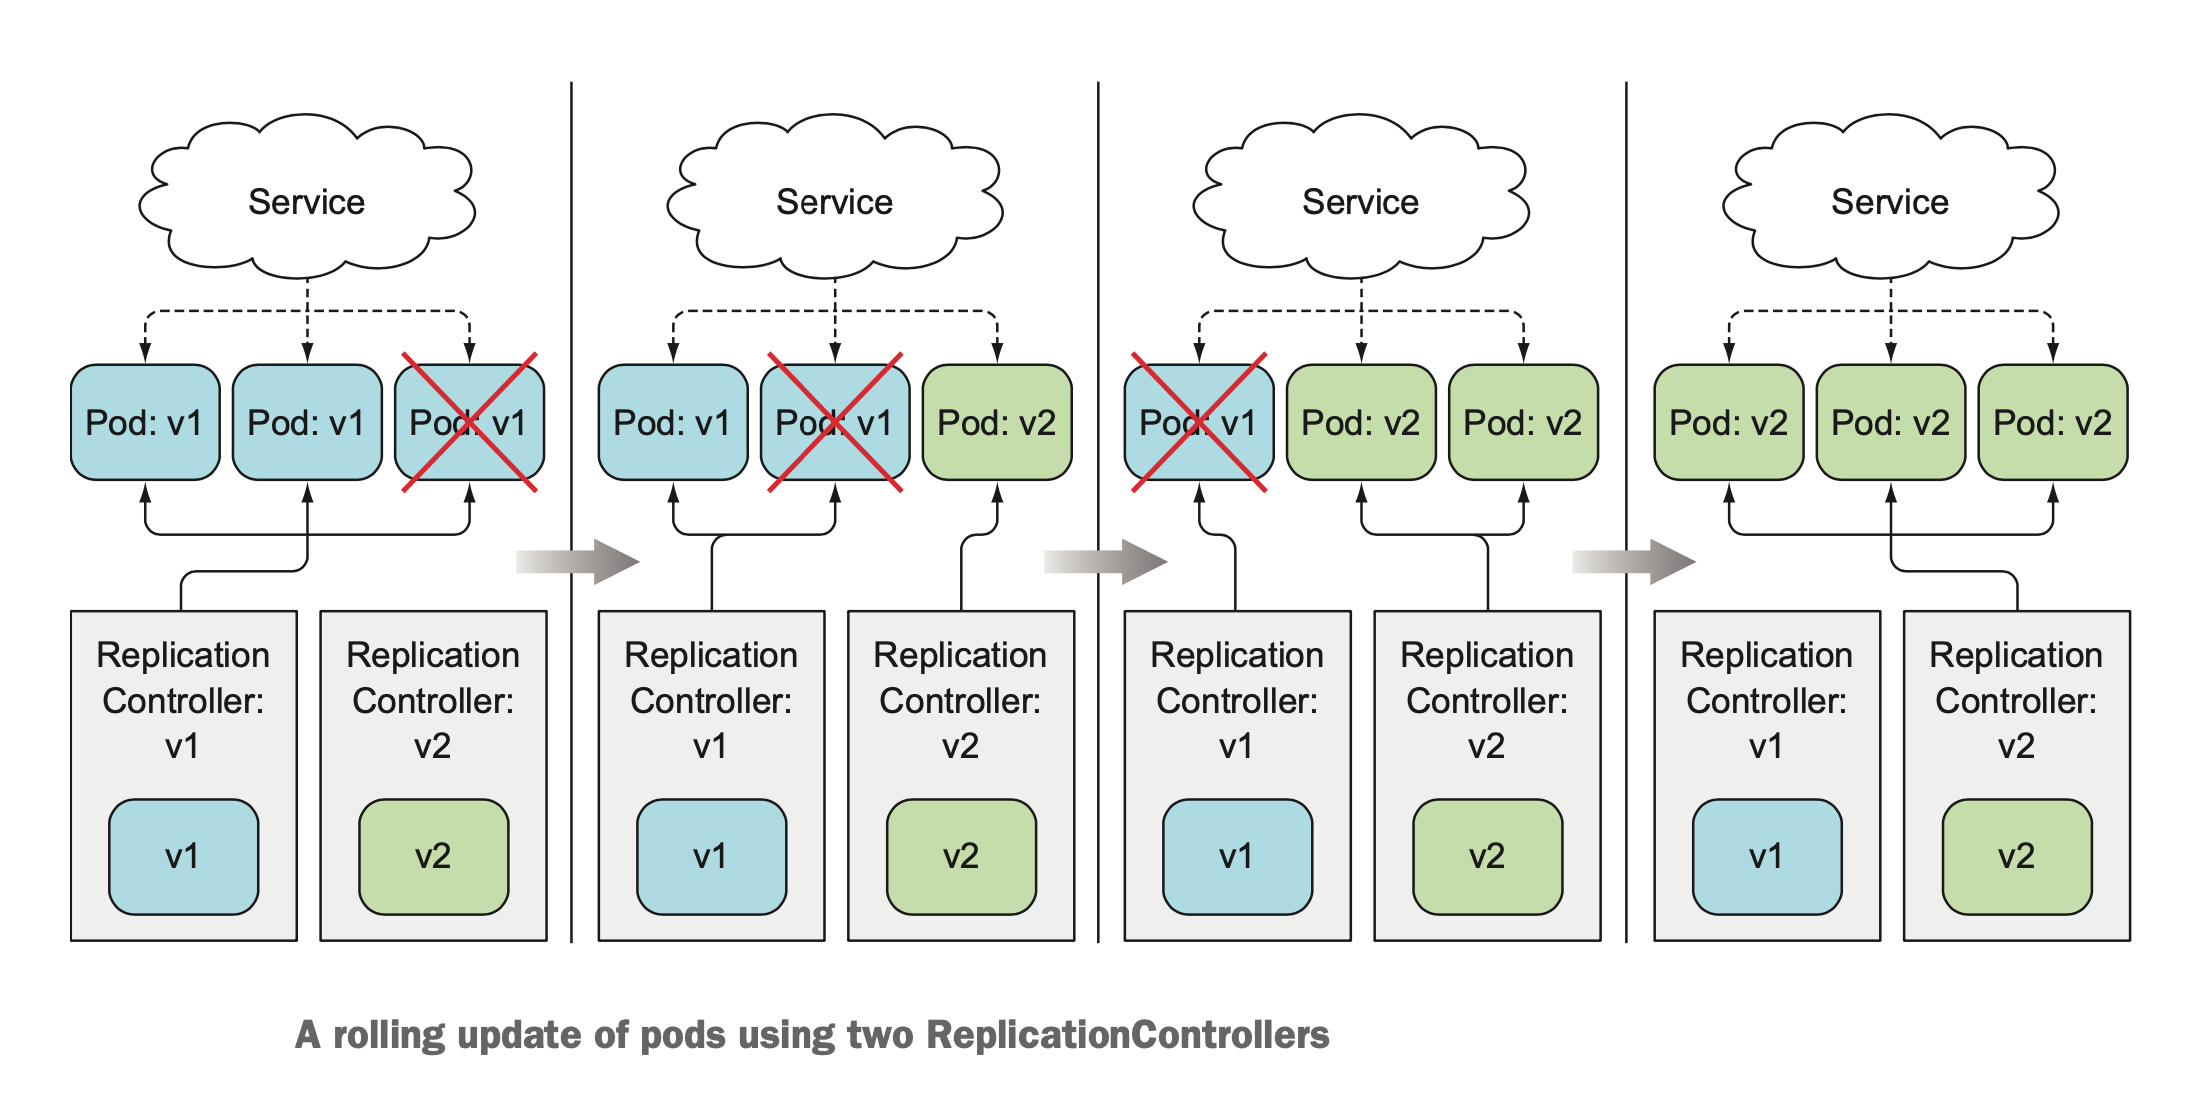 Service
Service
Service
Service
Pod: v1
Pod: v1
Pod: v1
Pod: v1
Pod: v1
Pod: v2
Pod: v1
Pod: v2
Pod: v2
Pod: v2
Pod: v2
Pod: v2
Replication
Controller:
v1
v1
Replication
Controller:
v2
v2
Replication
Controller:
v1
v1
Replication
Controller:
v2
v2
Replication
Controller:
v1
v1
Replication
Controller:
v2
v2
Replication
Controller:
v1
v1
Replication
Controller:
v2
v2
A rolling update of pods using two ReplicationControllers